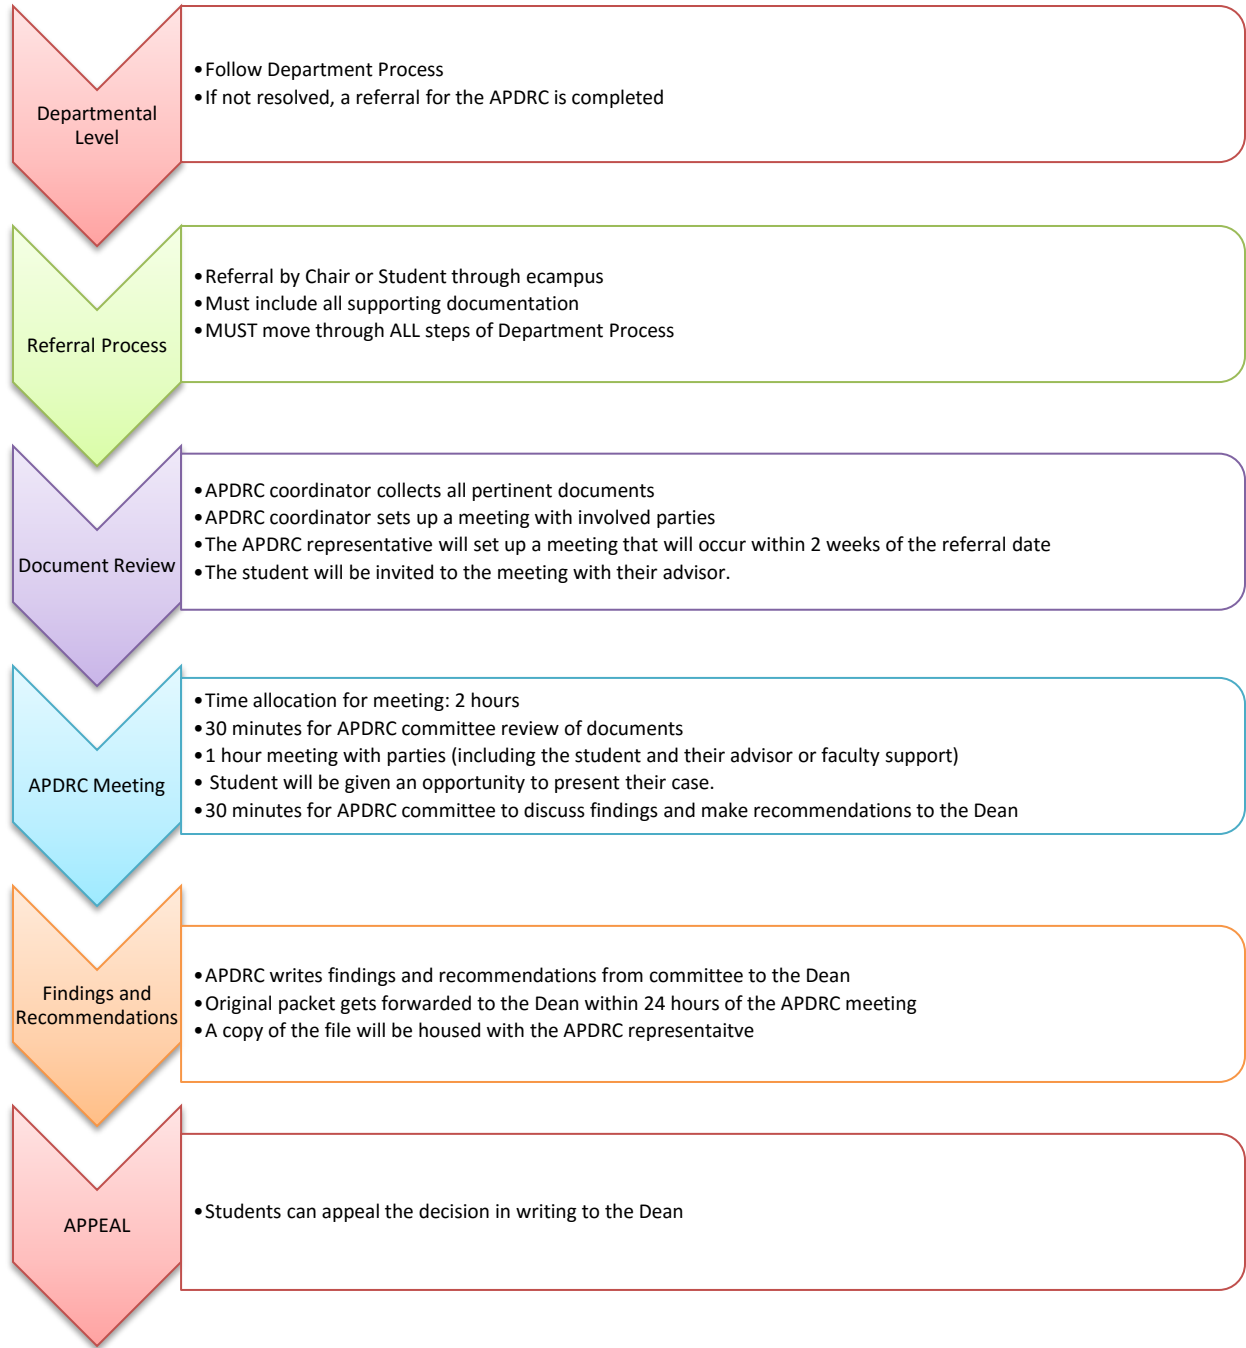 Departmental
Level
•Follow Department Process
•If not resolved, a referral for the APDRC is completed
Referral Process
•Referral by Chair or Student through ecampus
•Must include all supporting documentation
•MUST move through ALL steps of Department Process
Document Review
•APDRC coordinator collects all pertinent documents
•APDRC coordinator sets up a meeting with involved parties
•The APDRC representative will set up a meeting that will occur within 2 weeks of the referral date
•The student will be invited to the meeting with their advisor.
APDRC Meeting
•Time allocation for meeting: 2 hours
•30 minutes for APDRC committee review of documents
•1 hour meeting with parties (including the student and their advisor or faculty support)
• Student will be given an opportunity to present their case.
•30 minutes for APDRC committee to discuss findings and make recommendations to the Dean
Findings and
Recommendations
•APDRC writes findings and recommendations from committee to the Dean
•Original packet gets forwarded to the Dean within 24 hours of the APDRC meeting
•A copy of the file will be housed with the APDRC representaitve
APPEAL
•Students can appeal the decision in writing to the Dean